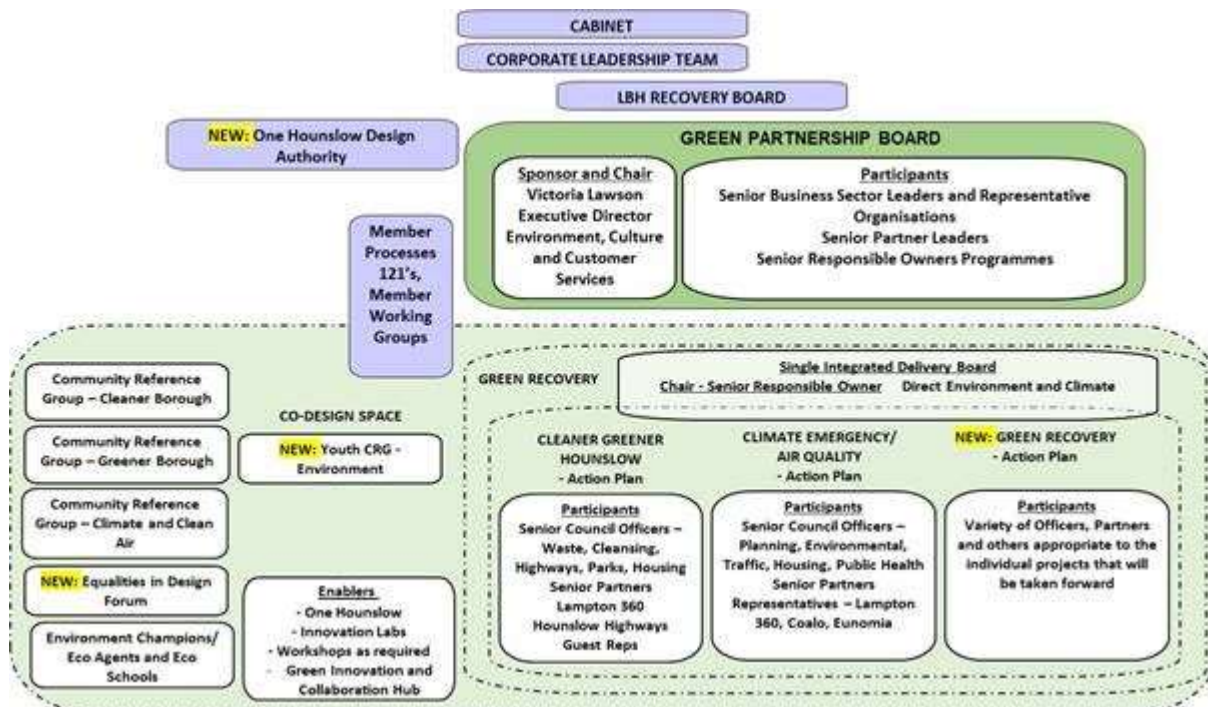 CABINET
CORPORATE LEADERSHIP TEAM
LBH RECOVERY BOARD
NEW: One Hounslow Design
Authority
GREEN PARTNERSHIP BOARD
Sponsor and Chair
Victoria Lawson
Executive Director
Environment, Culture
and Customer
Services
Participants
Senior Business Sector Leaders and Representative
Organisations
Senior Partner Leaders
Senior Responsible Owners Programmes
Member
Processes
121's,
Member
Working
Groups
Community Reference
Group – Cleaner Borough
Community Reference
Group – Greener Borough
Community Reference
Group – Climate and Clean
Air
NEW: Equalities in Design
Forum
Environment Champions/
Eco Agents and Eco
Schools
CO-DESIGN SPACE
NEW: Youth CRG -
Environment
Enablers
- One Hounslow
- Innovation Labs
- Workshops as required
- Green Innovation and
Collaboration Hub
GREEN RECOVERY
Single Integrated Delivery Board
Chair - Senior Responsible Owner Direct Environment and Climate
CLEANER GREENER
HOUNSLOW
- Action Plan
Participants
Senior Council Officers –
Waste, Cleansing,
Highways, Parks, Housing
Senior Partners
Lampton 360
Hounslow Highways
Guest Reps
CLIMATE EMERGENCY/
AIR QUALITY
- Action Plan
Participants
Senior Council Officers –
Planning, Environmental,
Traffic, Housing, Public Health
Senior Partners
Representatives – Lampton
360, Coalo, Eunomia
NEW: GREEN RECOVERY
- Action Plan
Participants
Variety of Officers, Partners
and others appropriate to the
individual projects that will
be taken forward